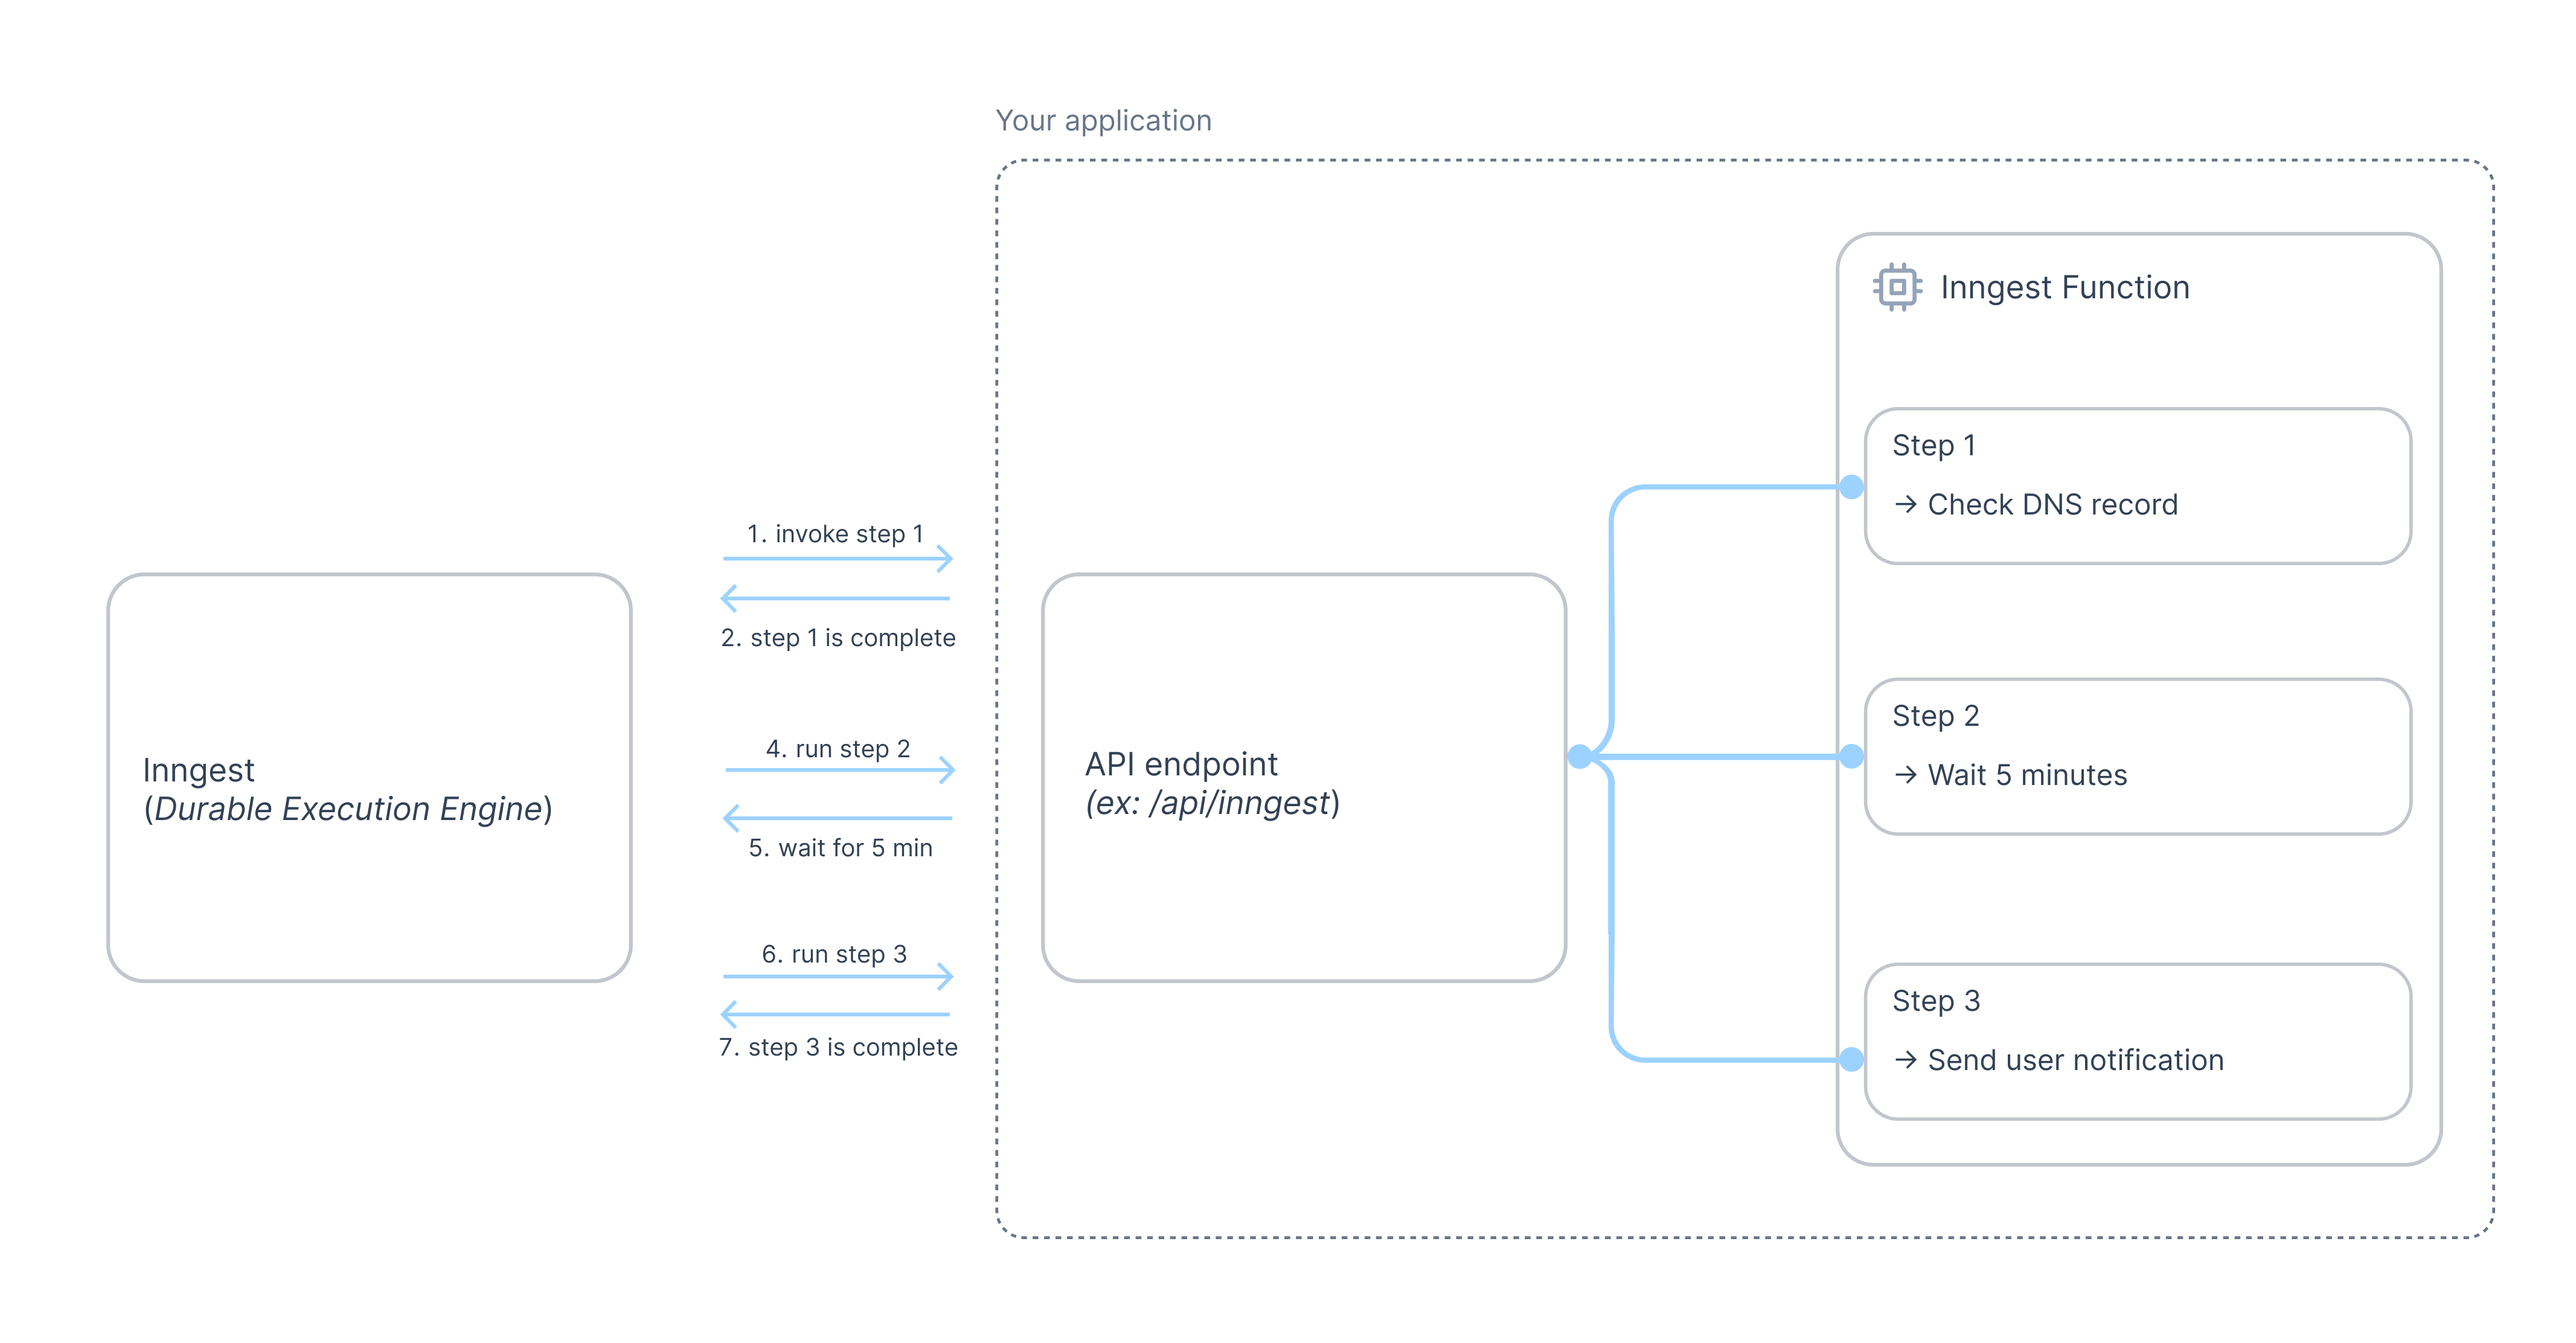 Your application
Inngest Function
Step 1
→ Check DNS record
1. invoke step 1
2. step 1 is complete
Step 2
→ Wait 5 minutes
4. run step 2
5. wait for 5 min
Inngest
(Durable Execution Engine)
API endpoint
(ex: /api/inngest)
6. run step 3
7. step 3 is complete
Step 3
→ Send user notification